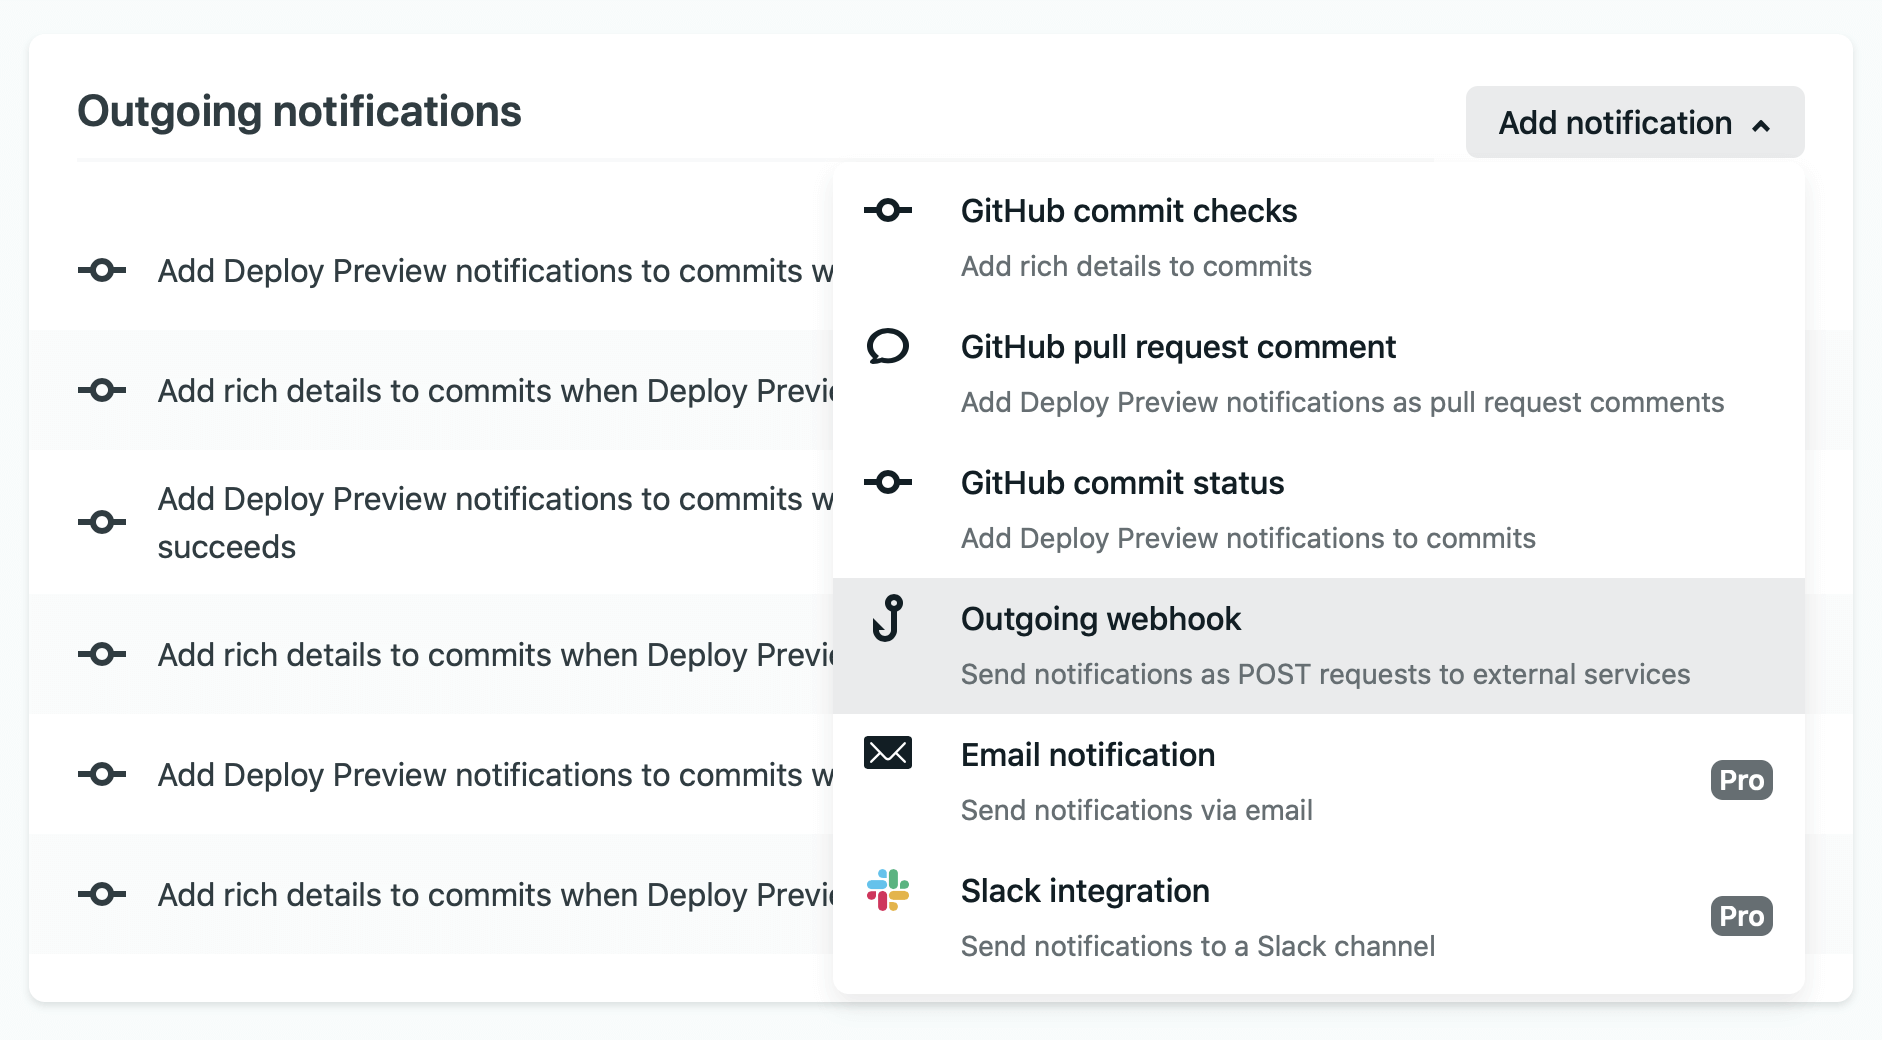 Outgoing notifications
Add notification
Add Deploy Preview notifications to commits
Add rich details to commits when Deploy
Add Deploy Preview notifications to commits
succeeds
Add rich details to commits when Deploy
Add Deploy Preview notifications to commits
Add rich details to commits when Deploy
GitHub commit checks
Add rich details to commits
GitHub pull request comment
Add Deploy Preview notifications as pull request comments
GitHub commit status
Add Deploy Preview notifications to commits
Outgoing webhook
Send notifications as POST requests to external services
Email notification
Send notifications via email
Pro
Slack integration
Send notifications to a Slack channel
Pro